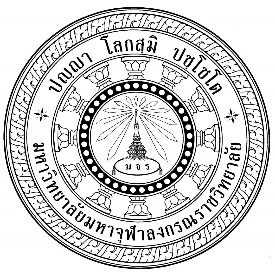 ปญฺญา โลกสฺมิ ปชฺโชโต
มจร
มหาวิทยาลัยมหาจุฬาลงกรณราชวิทยาลัย